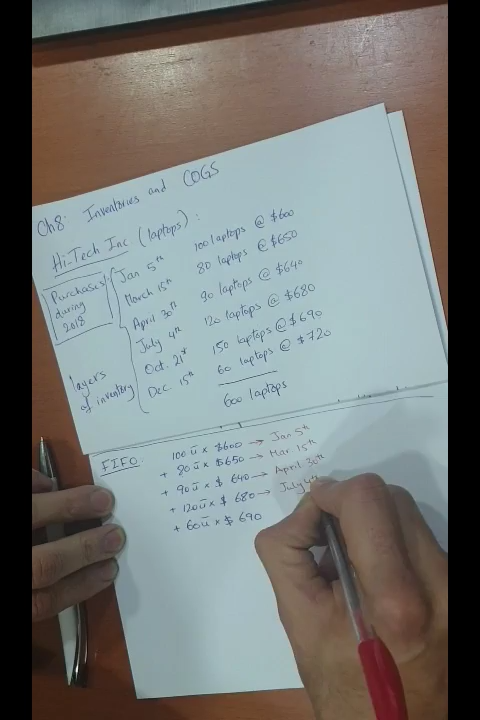 Ch8: Inventories and COGS
Hi-Tech Inc. (laptops):
Purchases during 2018
layers of inventory
Jan 5th 100 laptops @ $600
March 15th 80 laptops @ $650
April 30th 90 laptops @ $640
July 4th 120 laptops @ $680
Oct. 21st 150 laptops @ $690
Dec. 15th 60 laptops @ $720
600 laptops
FIFO
100 u x $600 → Jan 5th
+ 80 u x $650 → Mar 15th
+ 90 u x $ 640 → April 30th
+ 120 u x $ 680 → July 4th
+ 60 u x $ 690